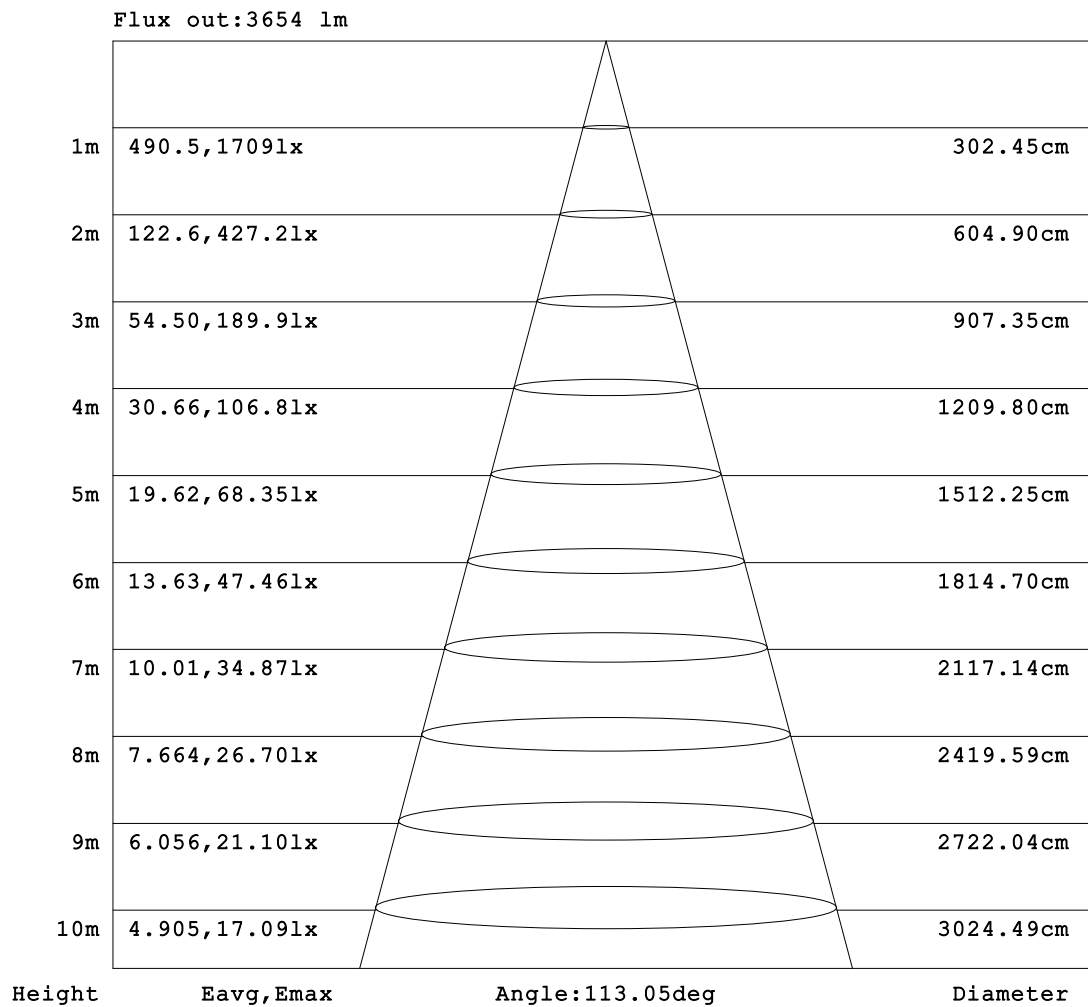 Flux out:3654 lm
1m 490.5,1709lx 302.45cm
2m 122.6,427.2lx 604.90cm
3m 54.50,189.9lx 907.35cm
4m 30.66,106.8lx 1209.80cm
5m 19.62,68.35lx 1512.25cm
6m 13.63,47.46lx 1814.70cm
7m 10.01,34.87lx 2117.14cm
8m 7.664,26.70lx 2419.59cm
9m 6.056,21.10lx 2722.04cm
10m 4.905,17.09lx 3024.49cm
Height Eavg,Emax Angle:113.05deg Diameter